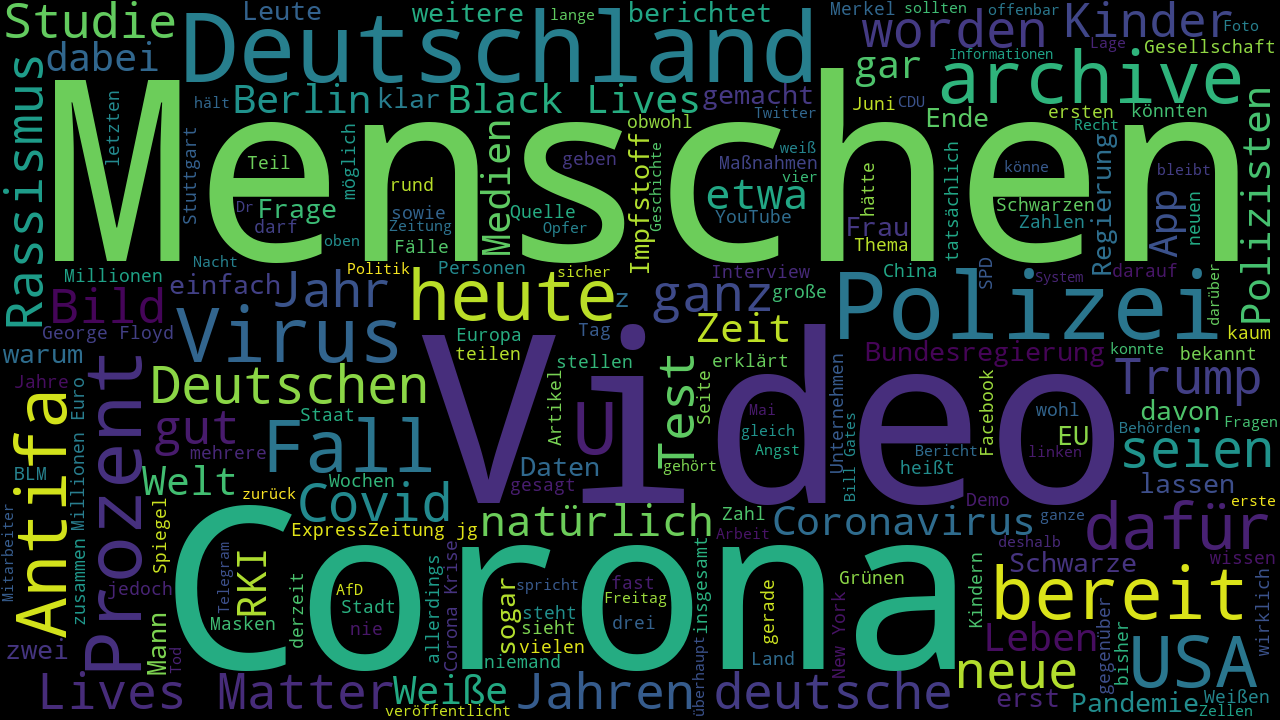 Studie
Leute
weitere
lange
berichtet
Merkel
sollten
offenbar
Kinder
Foto
dabei
Deutschland
worden
Lage
Gesellschaft
Informationen
gar
archive
Rassismus
letzten
hält
Berlin
klar
Black Lives
gemacht
Twitter
Juni
CDU
Ende
ersten
könnten
Recht
Menschen
Stuttgart
Teil
möglich
rund
Medien
geben
obwohl
Impfstoff
Geschichte
Maßnahmen
weiß
vier
etwa
hätte
tatsächlich
könne
Regierung
bleibt
App
neuen
Polizisten
Dr
Frage
darf
oben
sowie
Zeitung
Fälle
Quelle
Opfer
YouTube
Frau
Thema
Schwarzen
Zahlen
Millionen
Nacht
Politik
Personen
sicher
Interview
China
SPD
System
darauf
darüber
Bild
einfach
Jahr
heute
z
ganz
große
Polizei
kaum
George Floyd
Virus
Europa
Tag
Zeit
warum
teilen
stellen
erklärt
Bundesregierung
konnte
bekannt
Jahre
Prozent
Deutschen
Video
Artikel
Test
Seite
Mai
Unternehmen
wohl
Facebook
Trump
davon
Antifa
Millionen Euro
gut
Staat
Fall
U
gleich
Bill Gates
EU
Behörden
Fragen
mehrere
Angst
Bericht
linken
seien
BLM
Welt
Wochen
Daten
gehört
heißt
lassen
zurück
gesagt
Covid
Demo
erste
Mitarbeiter
zusammen
Spiegel
ExpressZeitung jg
natürlich
Zahl
Coronavirus
ganze
dafür
Arbeit
deshalb
jedoch
Telegram
RKI
derzeit
AfD
Corona
allerdings
Corona Krise
sogar
spricht
fast
insgesamt
gerade
Grünen
Schwarze
wissen
Stadt
Freitag
Kindern
bereit
Masken
nie
steht
drei
zwei
Mann
sieht
vielen
niemand
überhaupt
Land
New York
Leben
gegenüber
bisher
wirklich
Tod
neue
USA
Lives Matter
Weiße
veröffentlicht
Jahren
deutsche
erst
Pandemie
Weißen
Zellen